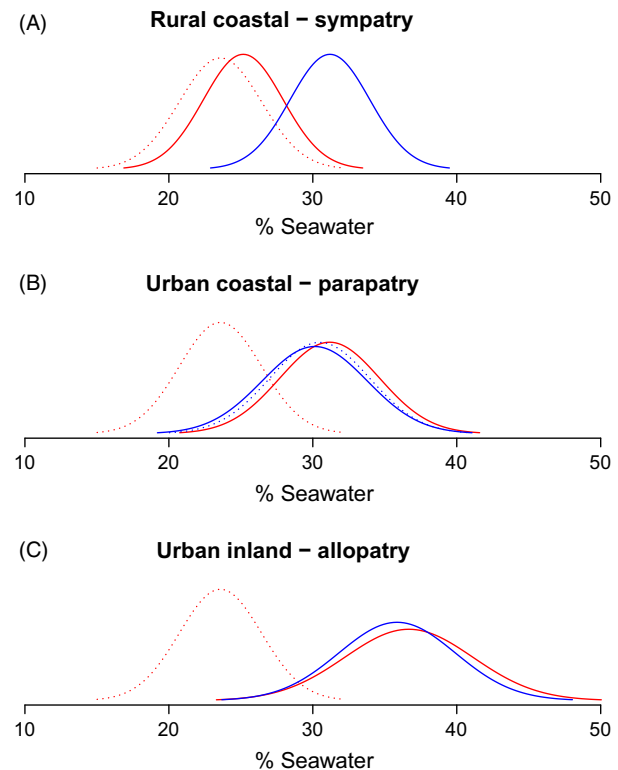 (A)
Rural coastal − sympatry
10 20 30 40 50
% Seawater
(B)
Urban coastal − parapatry
10 20 30 40 50
% Seawater
(C)
Urban inland − allopatry
10 20 30 40 50
% Seawater